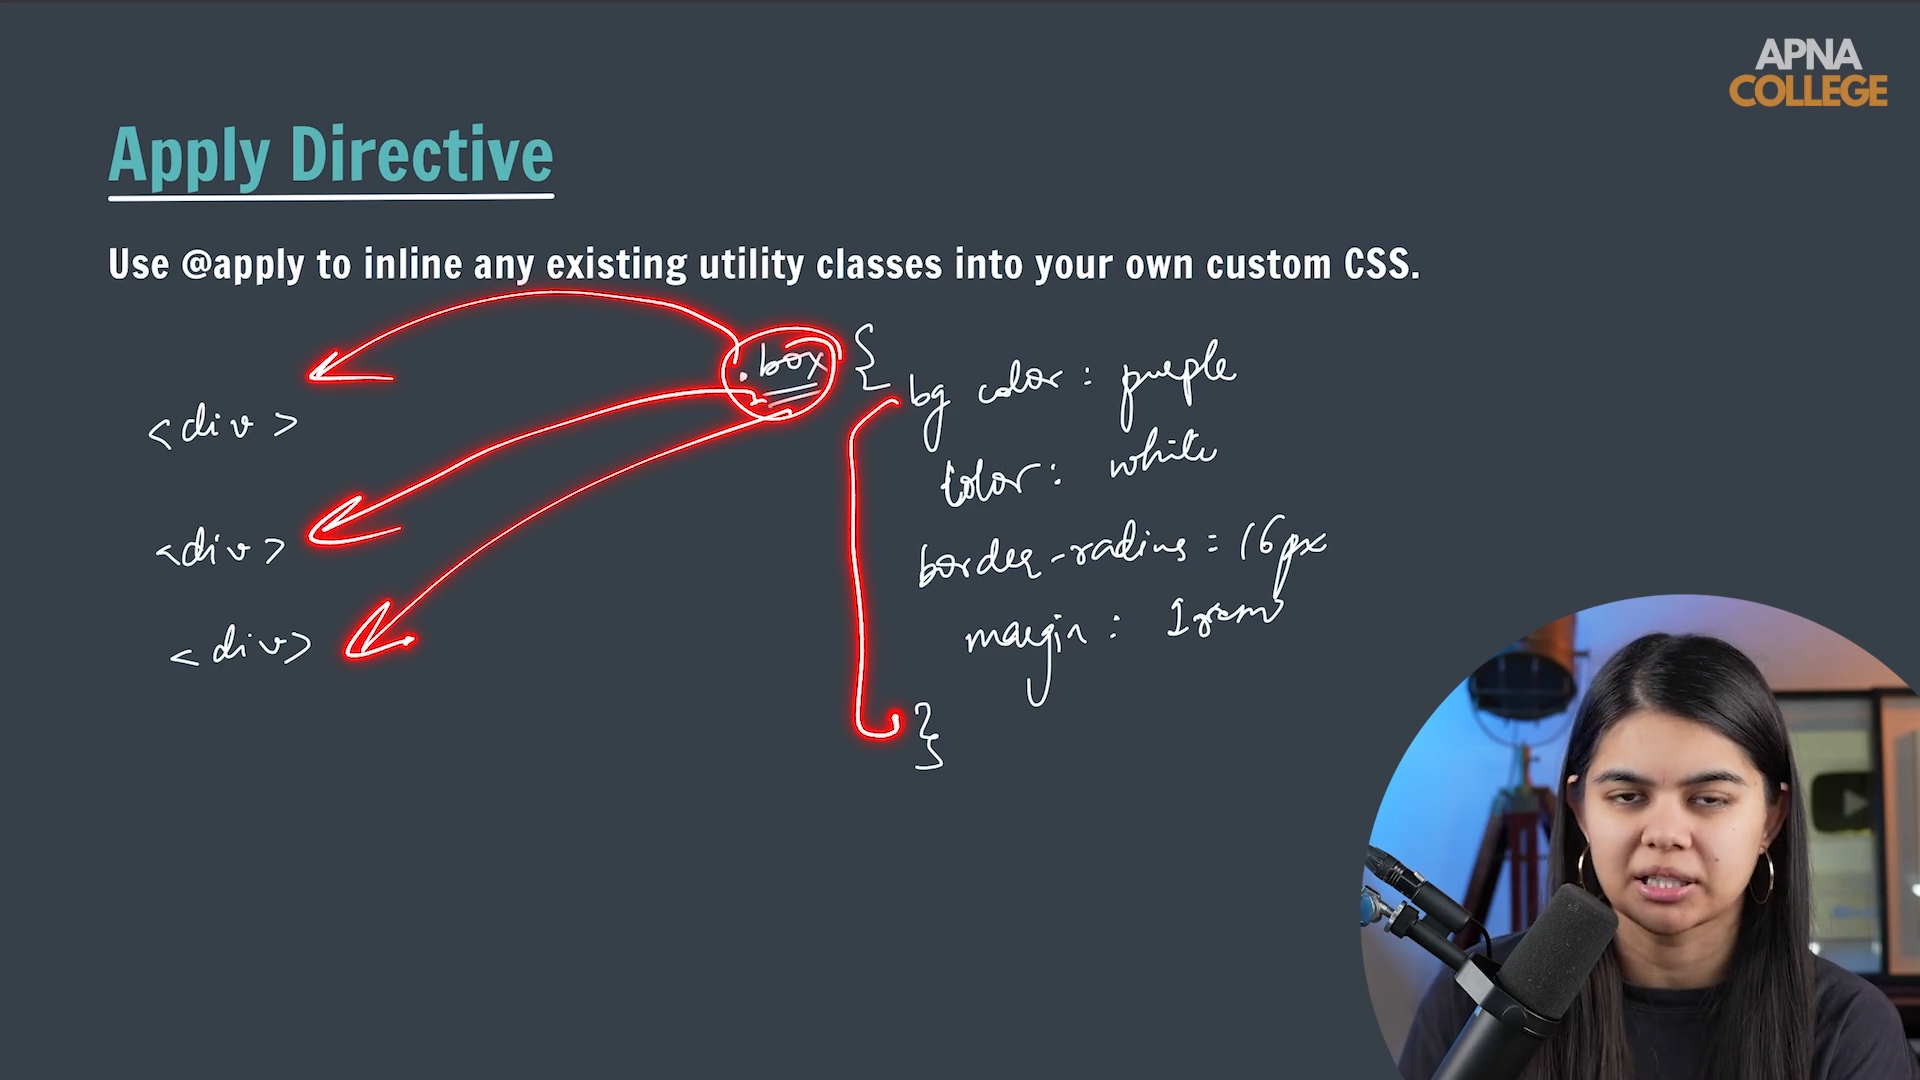 APNA
COLLEGE
Apply Directive
Use @apply to inline any existing utility classes into your own custom CSS.
.box {
bg color : purple
<div>
color : white
<div>
border-radius = 16px
margin : 1rem
<div>
}